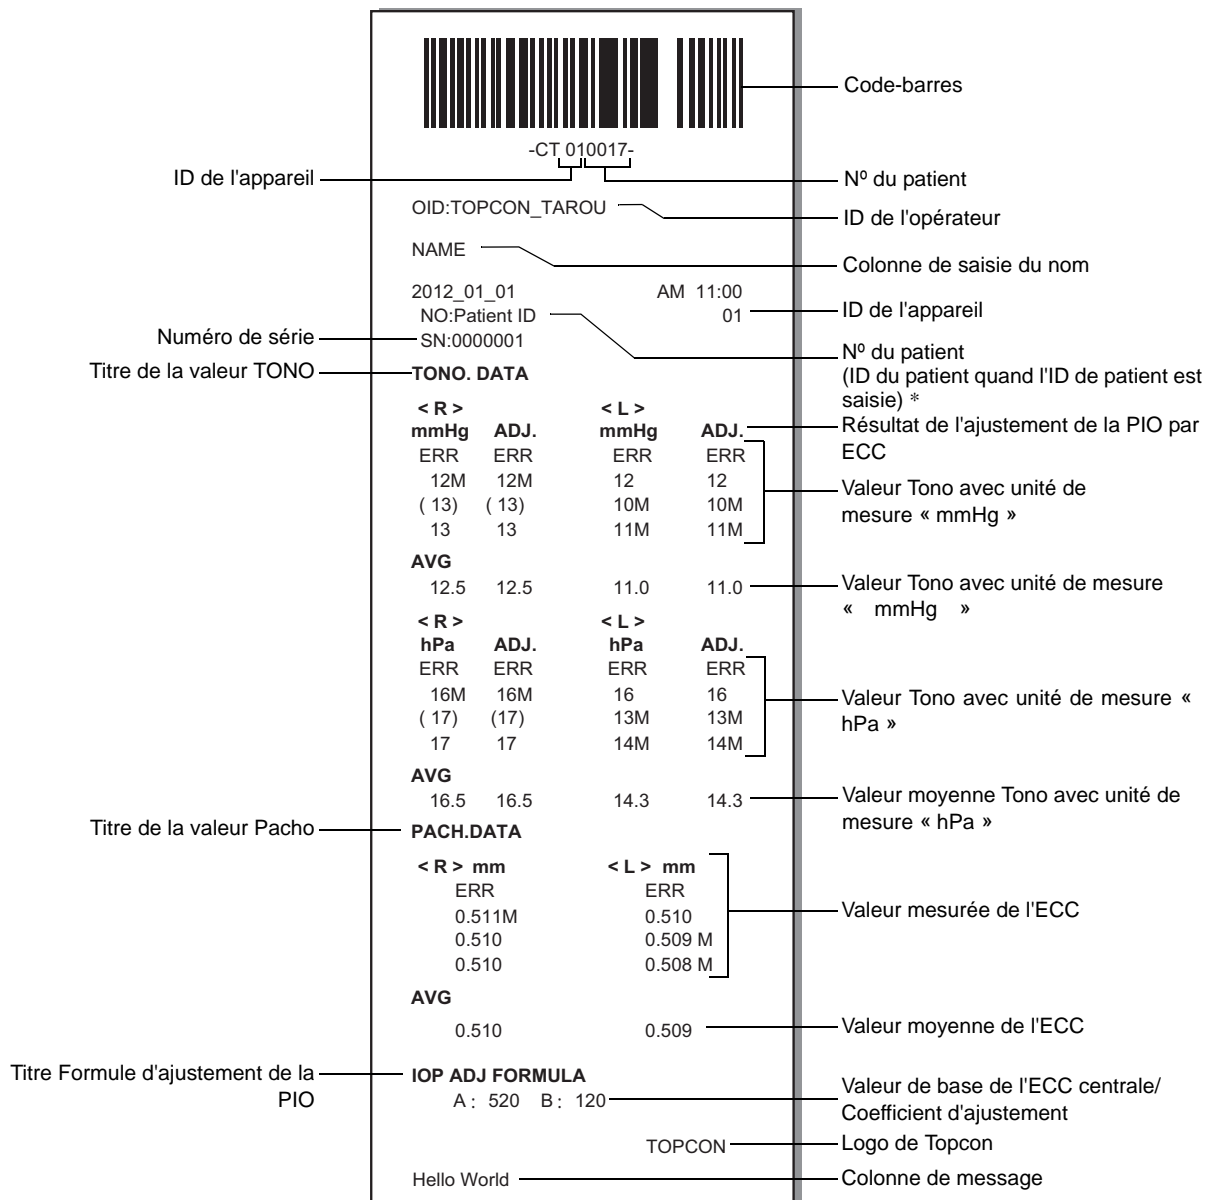 Code-barres
-CT 010017-
ID de l'appareil
Nº du patient
OID:TOPCON_TAROU
ID de l'opérateur
NAME
Colonne de saisie du nom
2012_01_01 AM 11:00
NO:Patient ID 01
ID de l'appareil
Numéro de série
SN:0000001
Nº du patient
(ID du patient quand l'ID de patient est
saisie) *
Titre de la valeur TONO
TONO. DATA
< R > < L >
mmHg ADJ. mmHg ADJ.
Résultat de l'ajustement de la PIO par
ECC
ERR ERR ERR ERR
12M 12M 12 12
( 13) ( 13) 10M 10M
13 13 11M 11M
Valeur Tono avec unité de
mesure « mmHg »
AVG
12.5 12.5 11.0 11.0
Valeur Tono avec unité de mesure
« mmHg »
< R > < L >
hPa ADJ. hPa ADJ.
ERR ERR ERR ERR
16M 16M 16 16
( 17) (17) 13M 13M
17 17 14M 14M
Valeur Tono avec unité de mesure «
hPa »
AVG
16.5 16.5 14.3 14.3
Valeur moyenne Tono avec unité de
mesure « hPa »
Titre de la valeur Pacho
PACH.DATA
< R > mm < L > mm
ERR ERR
0.511M 0.510
0.510 0.509 M
0.510 0.508 M
Valeur mesurée de l'ECC
AVG
0.510 0.509
Valeur moyenne de l'ECC
Titre Formule d'ajustement de la
PIO
IOP ADJ FORMULA
A : 520 B : 120
Valeur de base de l'ECC centrale/
Coefficient d'ajustement
TOPCON
Logo de Topcon
Hello World
Colonne de message